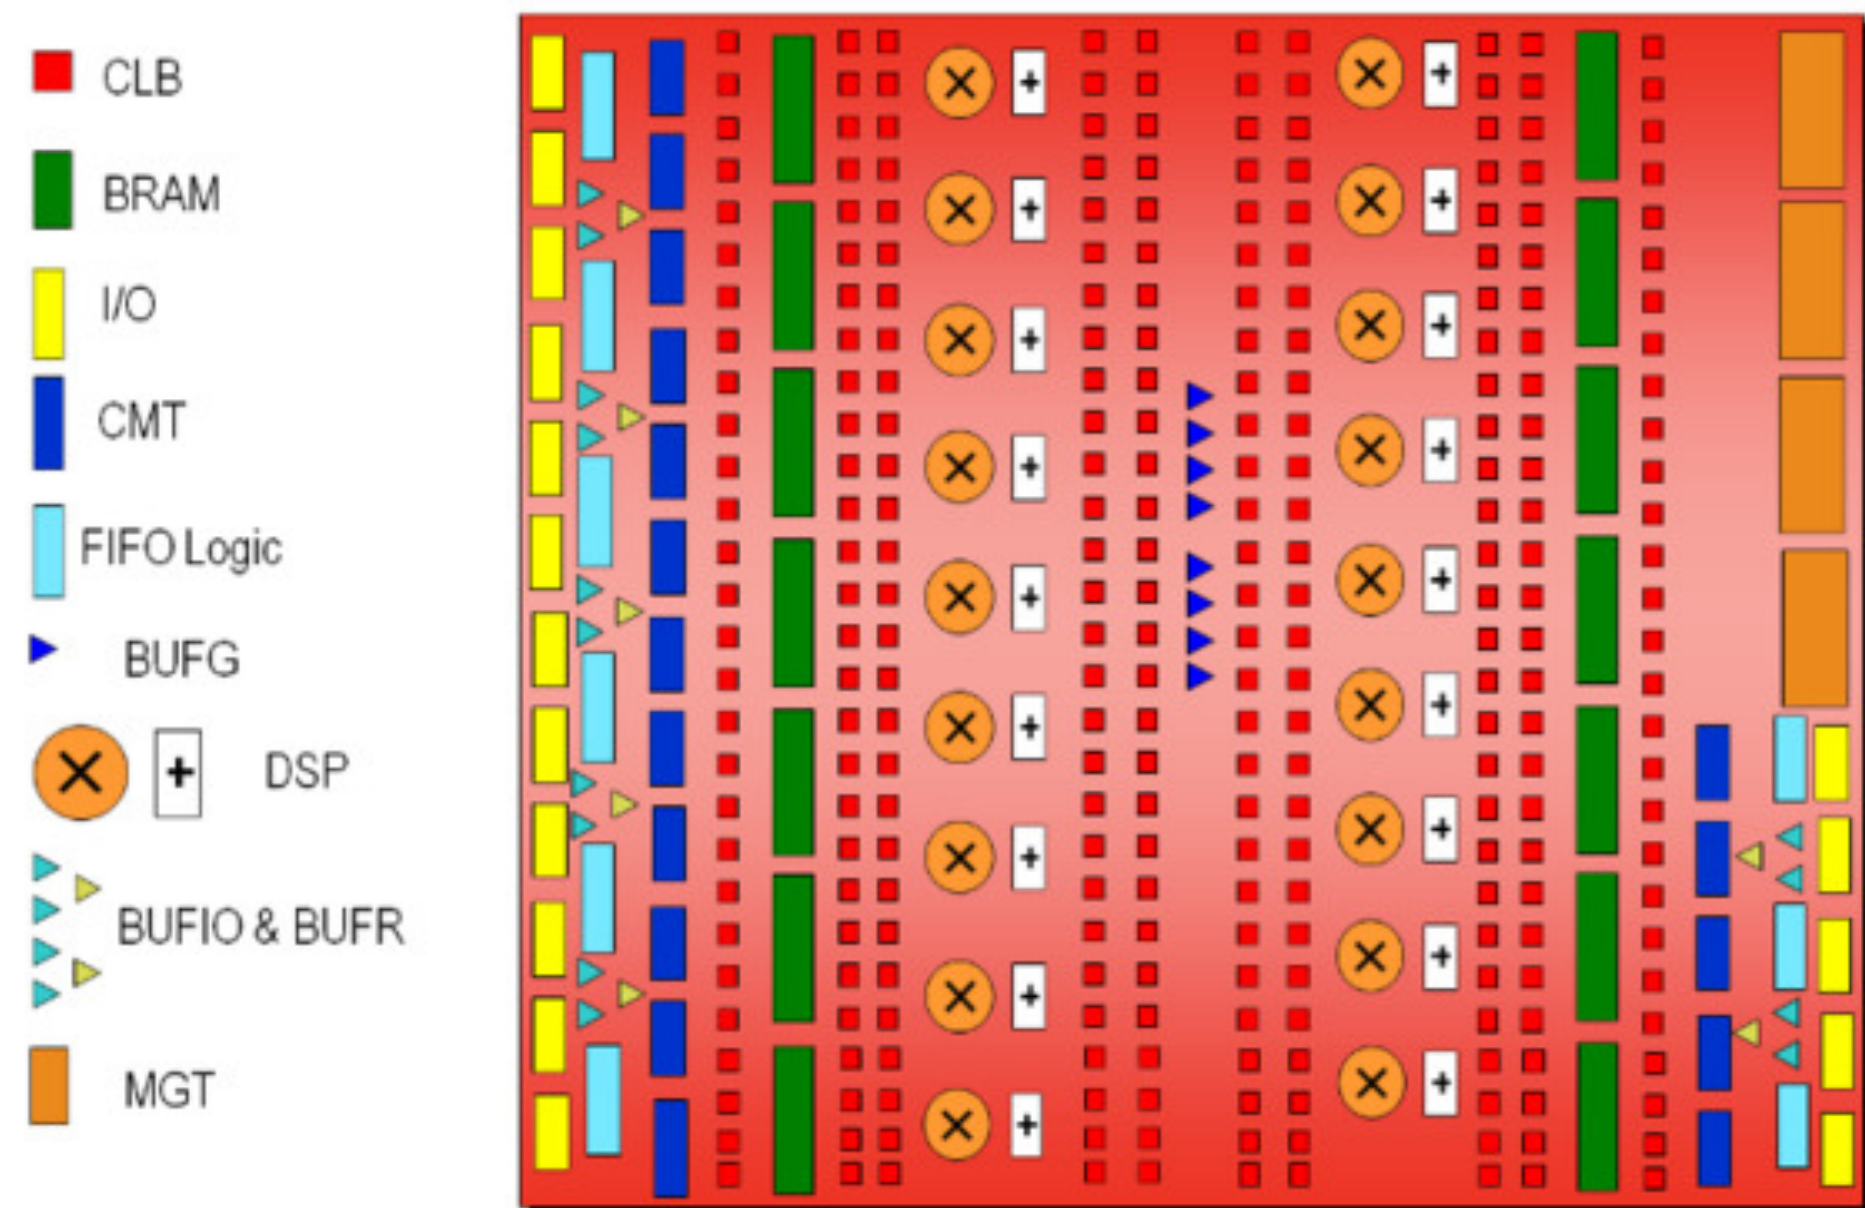 CLB
BRAM
I/O
CMT
FIFO Logic
BUFG
DSP
BUFIO & BUFR
MGT